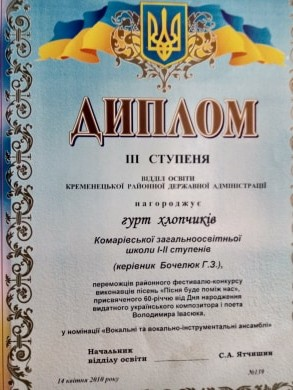 ДИПЛОМ
III СТУПЕНЯ
ВІДДІЛ ОСВІТИ
КРЕМЕНЕЦЬКОЇ РАЙОННОЇ ДЕРЖАВНОЇ АДМІНІСТРАЦІЇ
нагороджує
гурт хлопчиків
Комарівської загальноосвітньої
школи І-ІІ ступенів
(керівник Бочелюк Г.З.),
переможців районного фестивалю-конкурсу
виконавців пісень «Пісня буде поміж нас»,
присвяченого 60-річчю від Дня народження
видатного українського композитора і поета
Володимира Івасюка,
у номінації «Вокальні та вокально-інструментальні ансамблі»
Начальник
відділу освіти
С.А. Ятчишин
14 квітня 2010 року
№139